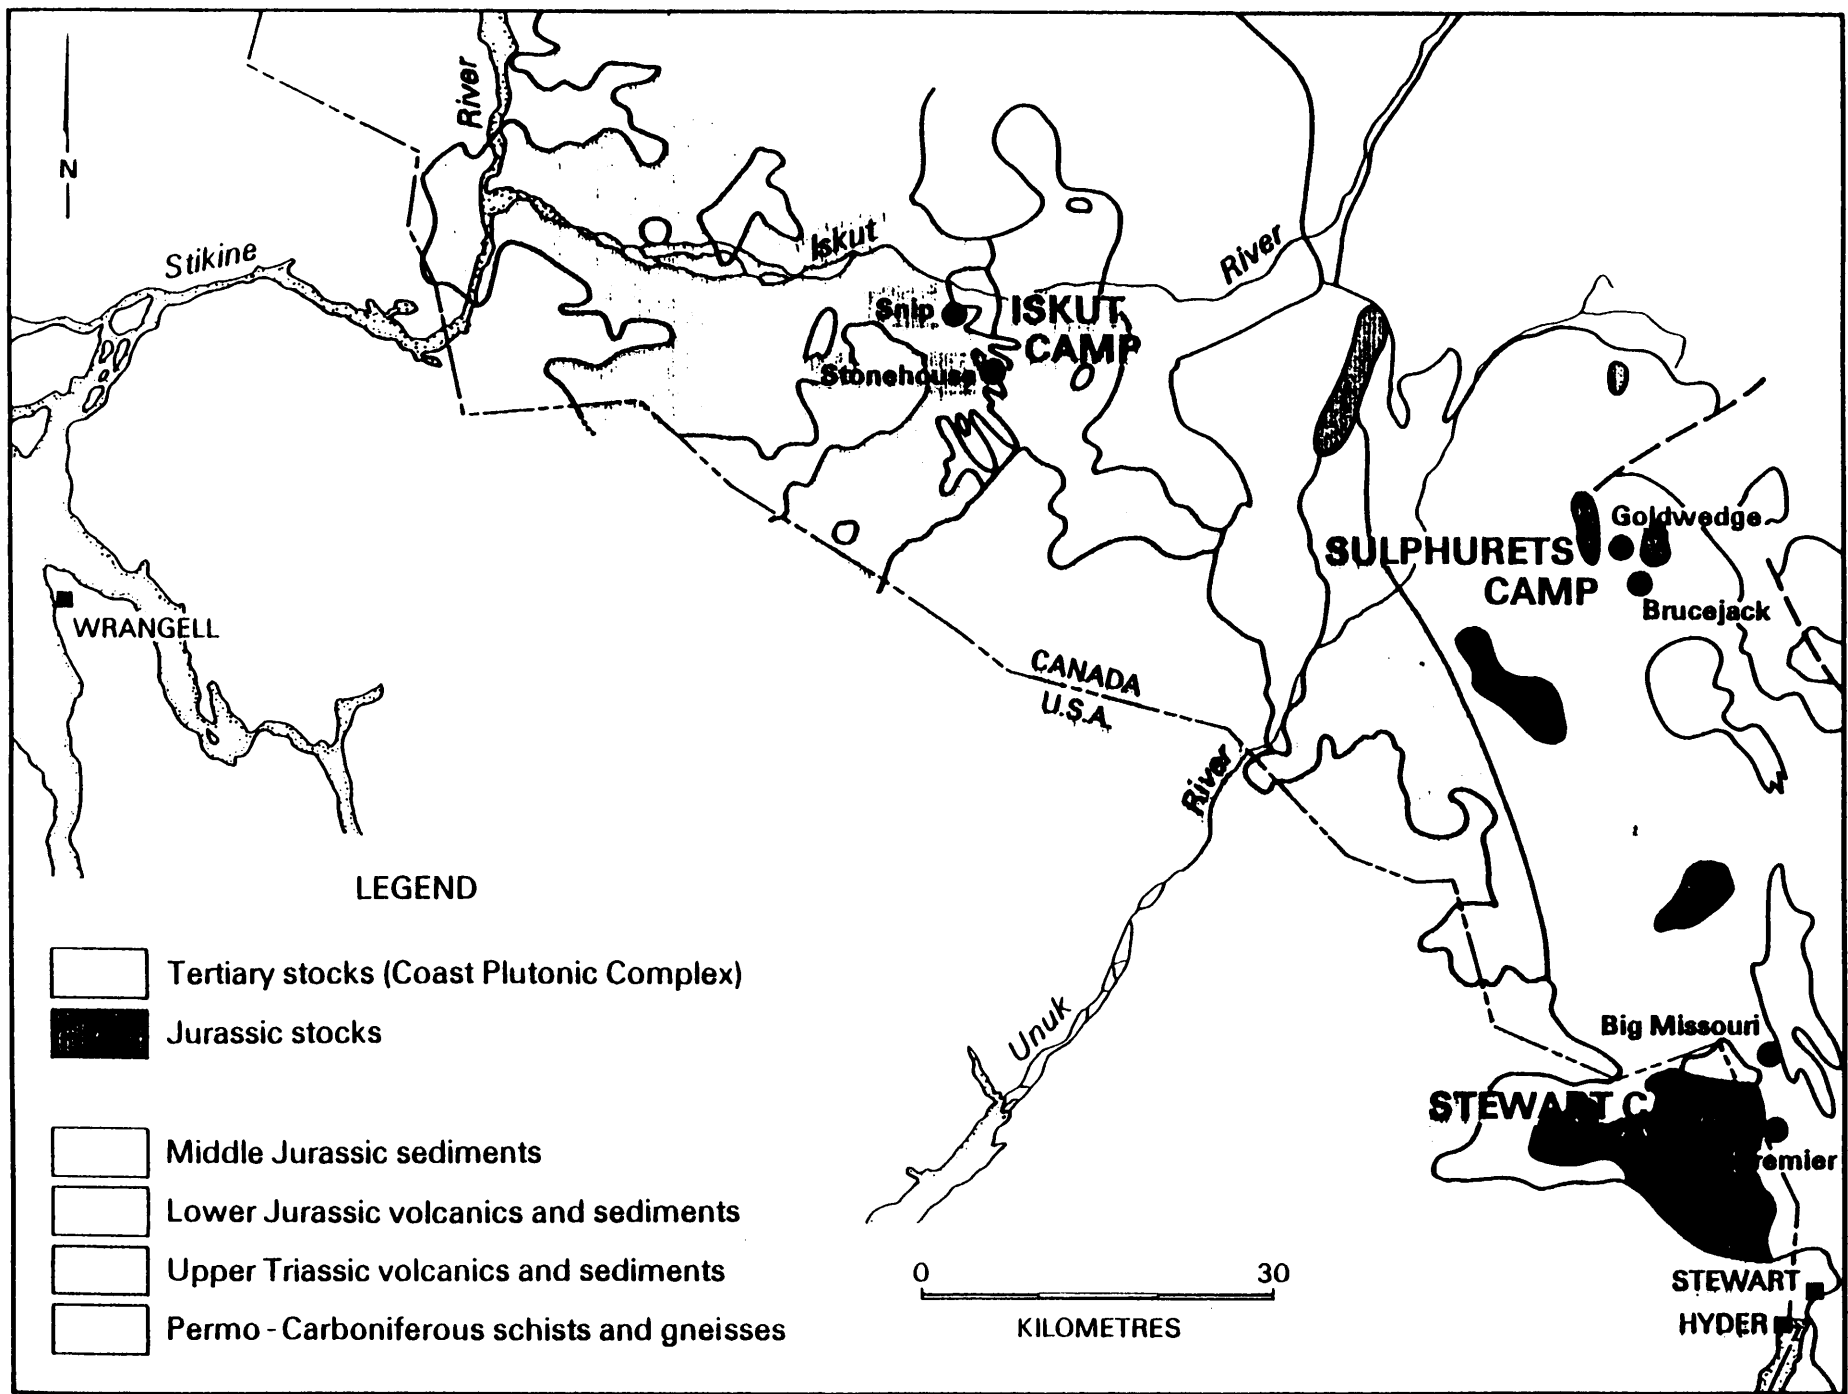 River
N
Stikine
Iskut
River
Snip
ISKUT
CAMP
Stonehouse
Goldwedge
SULPHURETS
CAMP
Brucejack
WRANGELL
CANADA
U.S.A.
River
Unuk
LEGEND
Tertiary stocks (Coast Plutonic Complex)
Jurassic stocks
Middle Jurassic sediments
Lower Jurassic volcanics and sediments
Upper Triassic volcanics and sediments
Permo - Carboniferous schists and gneisses
Big Missouri
STEWART
remier
0 30
KILOMETRES
STEWART
HYDER